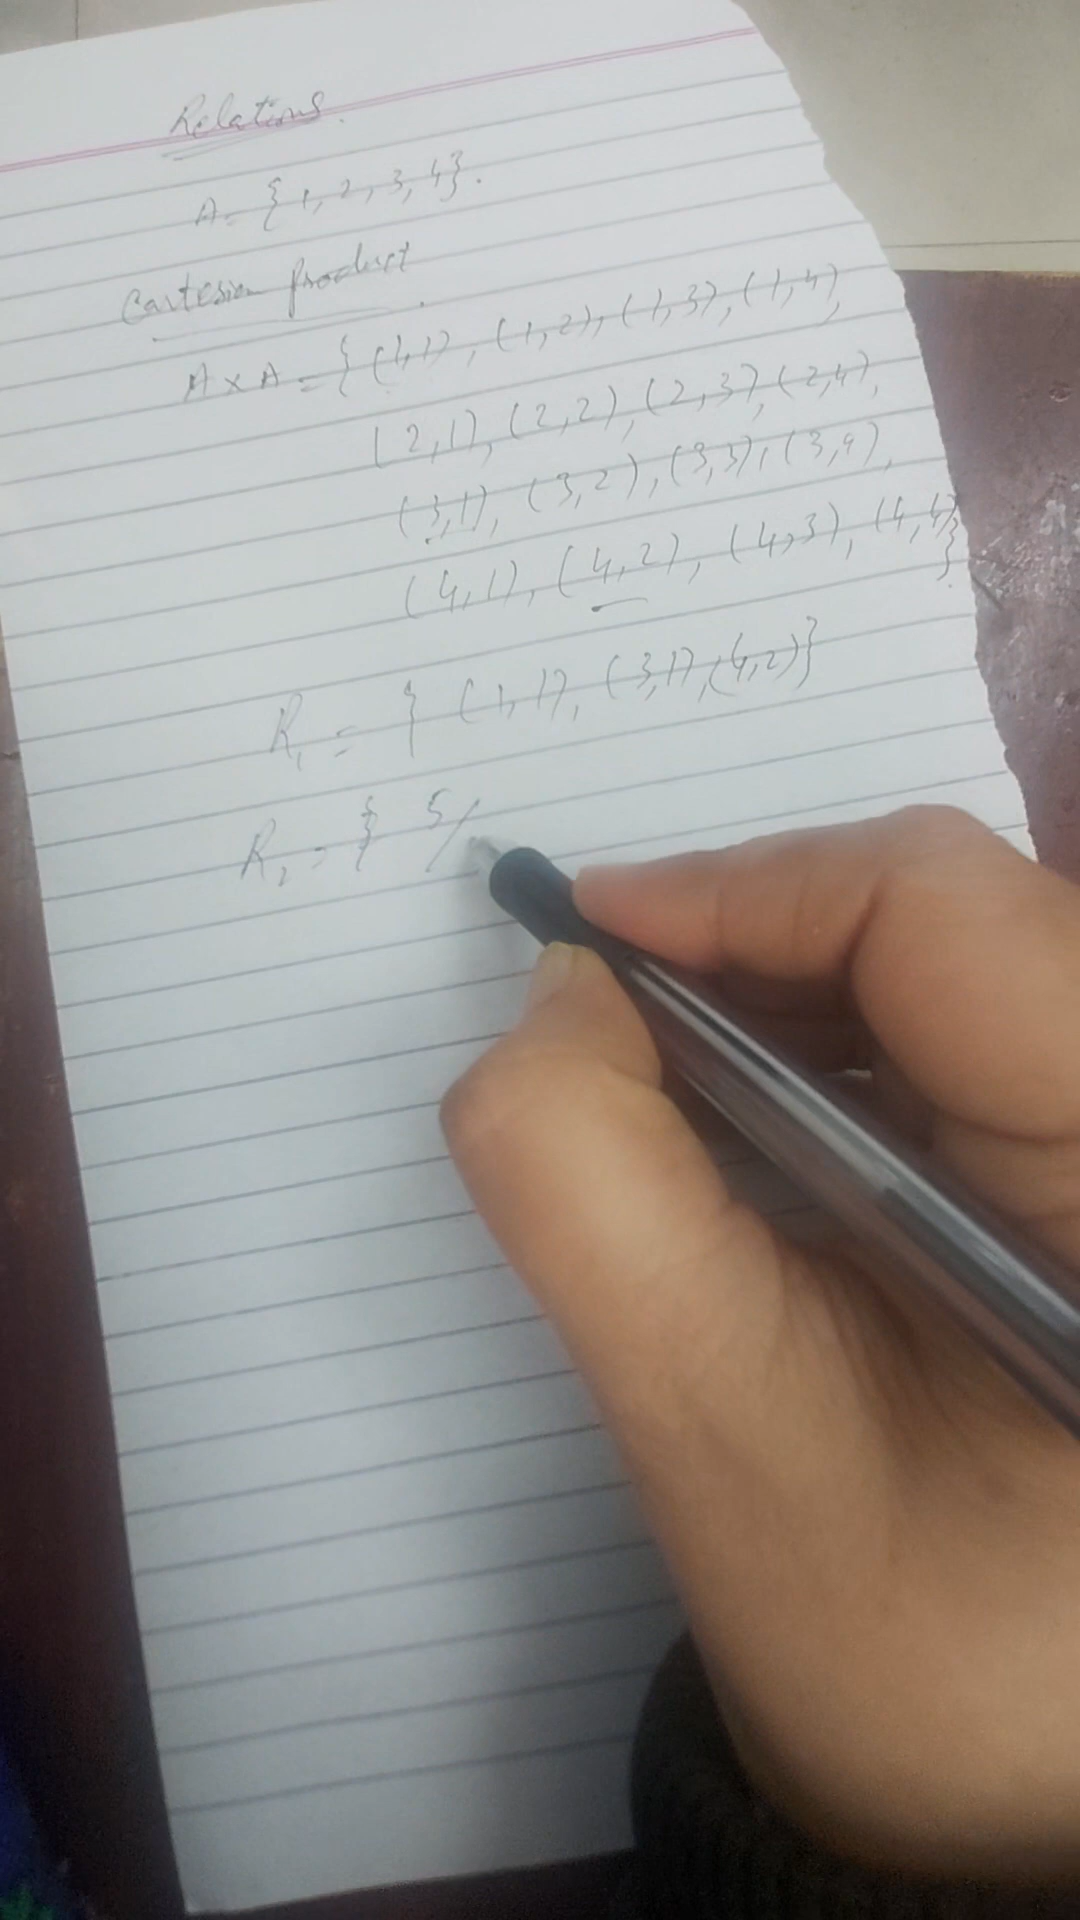 Relations.
A = {1, 2, 3, 4}.
Cartesian Product
A × A = {(1,1), (1,2), (1,3), (1,4),
(2,1), (2,2), (2,3), (2,4),
(3,1), (3,2), (3,3), (3,4),
(4,1), (4,2), (4,3), (4,4)}
R₁ = { (1,1), (3,1), (4,2)}
R₂ = { 5/